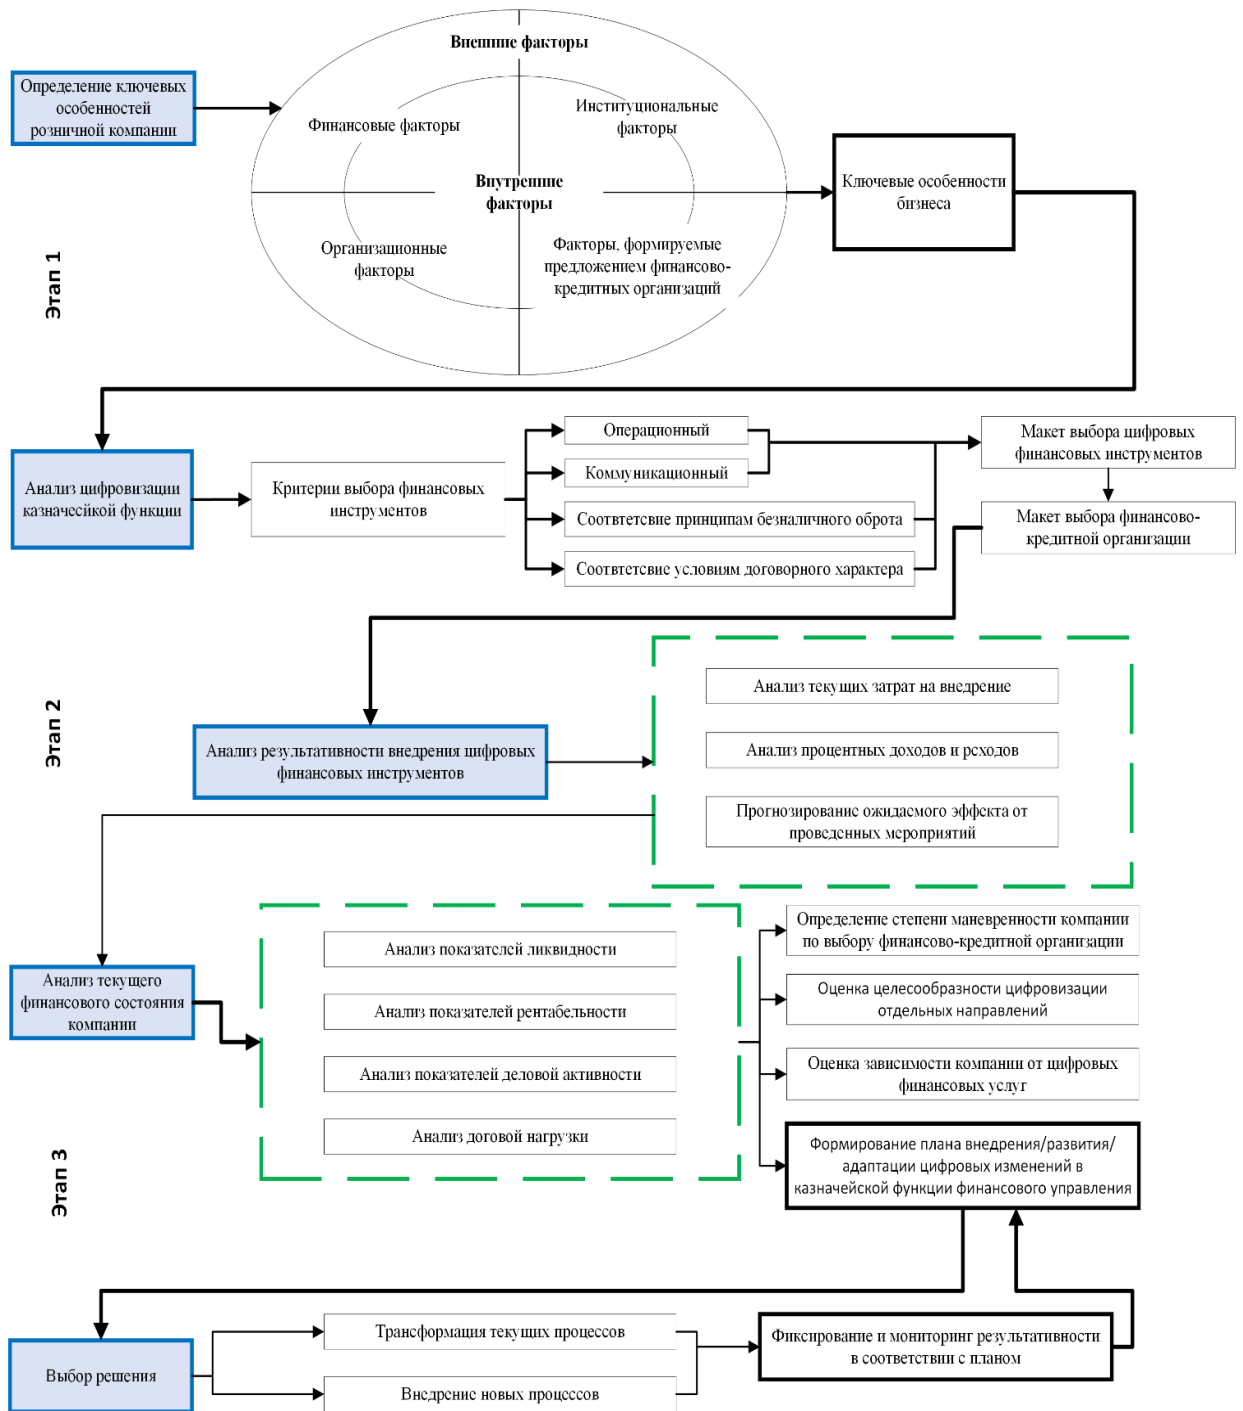 Внешние факторы
Определение ключевых
особенностей
розничной компании
Финансовые факторы
Институциональные
факторы
Внутренние
факторы
Ключевые особенности
бизнеса
Организационные
факторы
Факторы, формируемые
предложением финансово-
кредитных организаций
Этап 1
Анализ цифровизации
казначесйкой функции
Критерии выбора финансовых
инструментов
Операционный
Коммуникационный
Соотвтетсвие принципам безналичного оброта
Соотвтетсвие условиям договорного характера
Макет выбора цифровых
финансовых инструментов
Макет выбора финансово-
кредитной организации
Этап 2
Анализ результативности внедрения цифровых
финансовых инструментов
Анализ текущих затрат на внедрение
Анализ процентных доходов и рсходов
Прогнозирование ожидаемого эффекта от
проведенных мероприятий
Анализ текущего
финансового состояния
компании
Анализ показателей ликвидности
Анализ показателей рентабельности
Анализ показателей деловой активности
Анализ договой нагрузки
Определение степени маневренности компании
по выбору финансово-кредитной организации
Оценка целесообразности цифровизации
отдельных направлений
Оценка зависимости компании от цифровых
финансовых услуг
Формирование плана внедрения/развития/
адаптации цифровых изменений в
казначейской функции финансового управления
Этап 3
Выбор решения
Трансформация текущих процессов
Внедрение новых процессов
Фиксирование и мониторинг результативности
в соответствии с планом